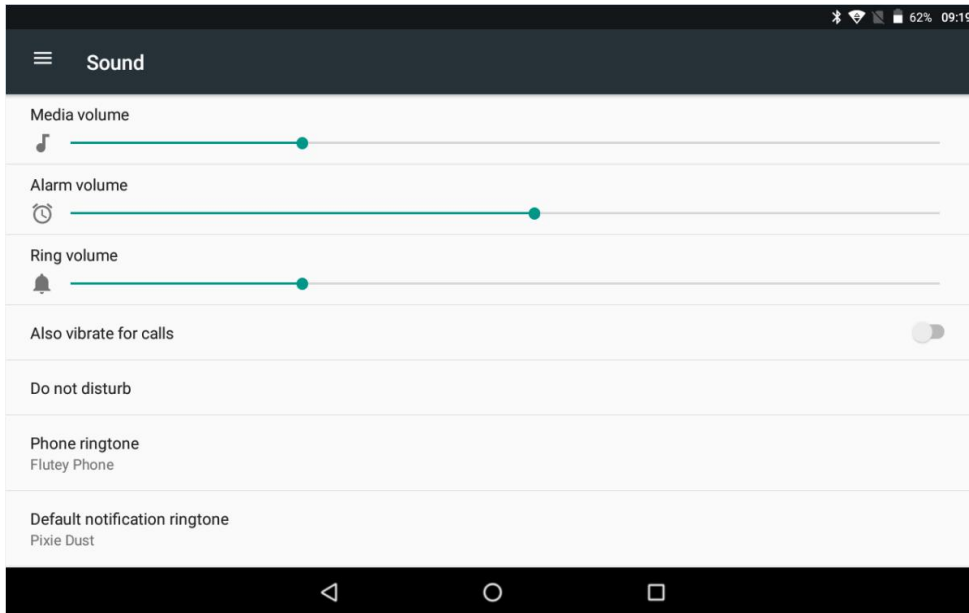 62% 09:19
Sound
Media volume
Alarm volume
Ring volume
Also vibrate for calls
Do not disturb
Phone ringtone
Flutey Phone
Default notification ringtone
Pixie Dust